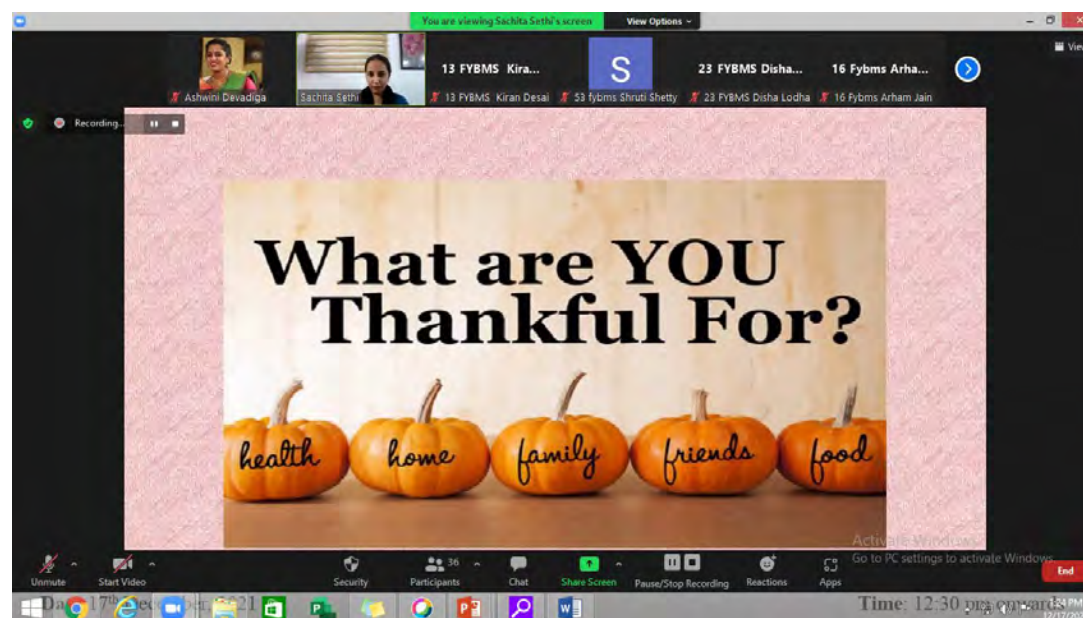 You are viewing Sachita Sethi's screen View Options
View
13 FYBMS Kira...
S
23 FYBMS Disha...
16 Fybms Arha...
Ashwini Devadiga
Sachita Sethi
13 FYBMS Kiran Desai
53 fybms Shruti Shetty
23 FYBMS Disha Lodha
16 Fybms Arham Jain
Recording...
What are YOU
Thankful For?
health home family friends food
Activate Windows
Go to PC settings to activate Windows.
Unmute Start Video Security Participants 36 Chat Share Screen Pause/Stop Recording Reactions Apps End
17th 21 Time: 12:30 pm onwards